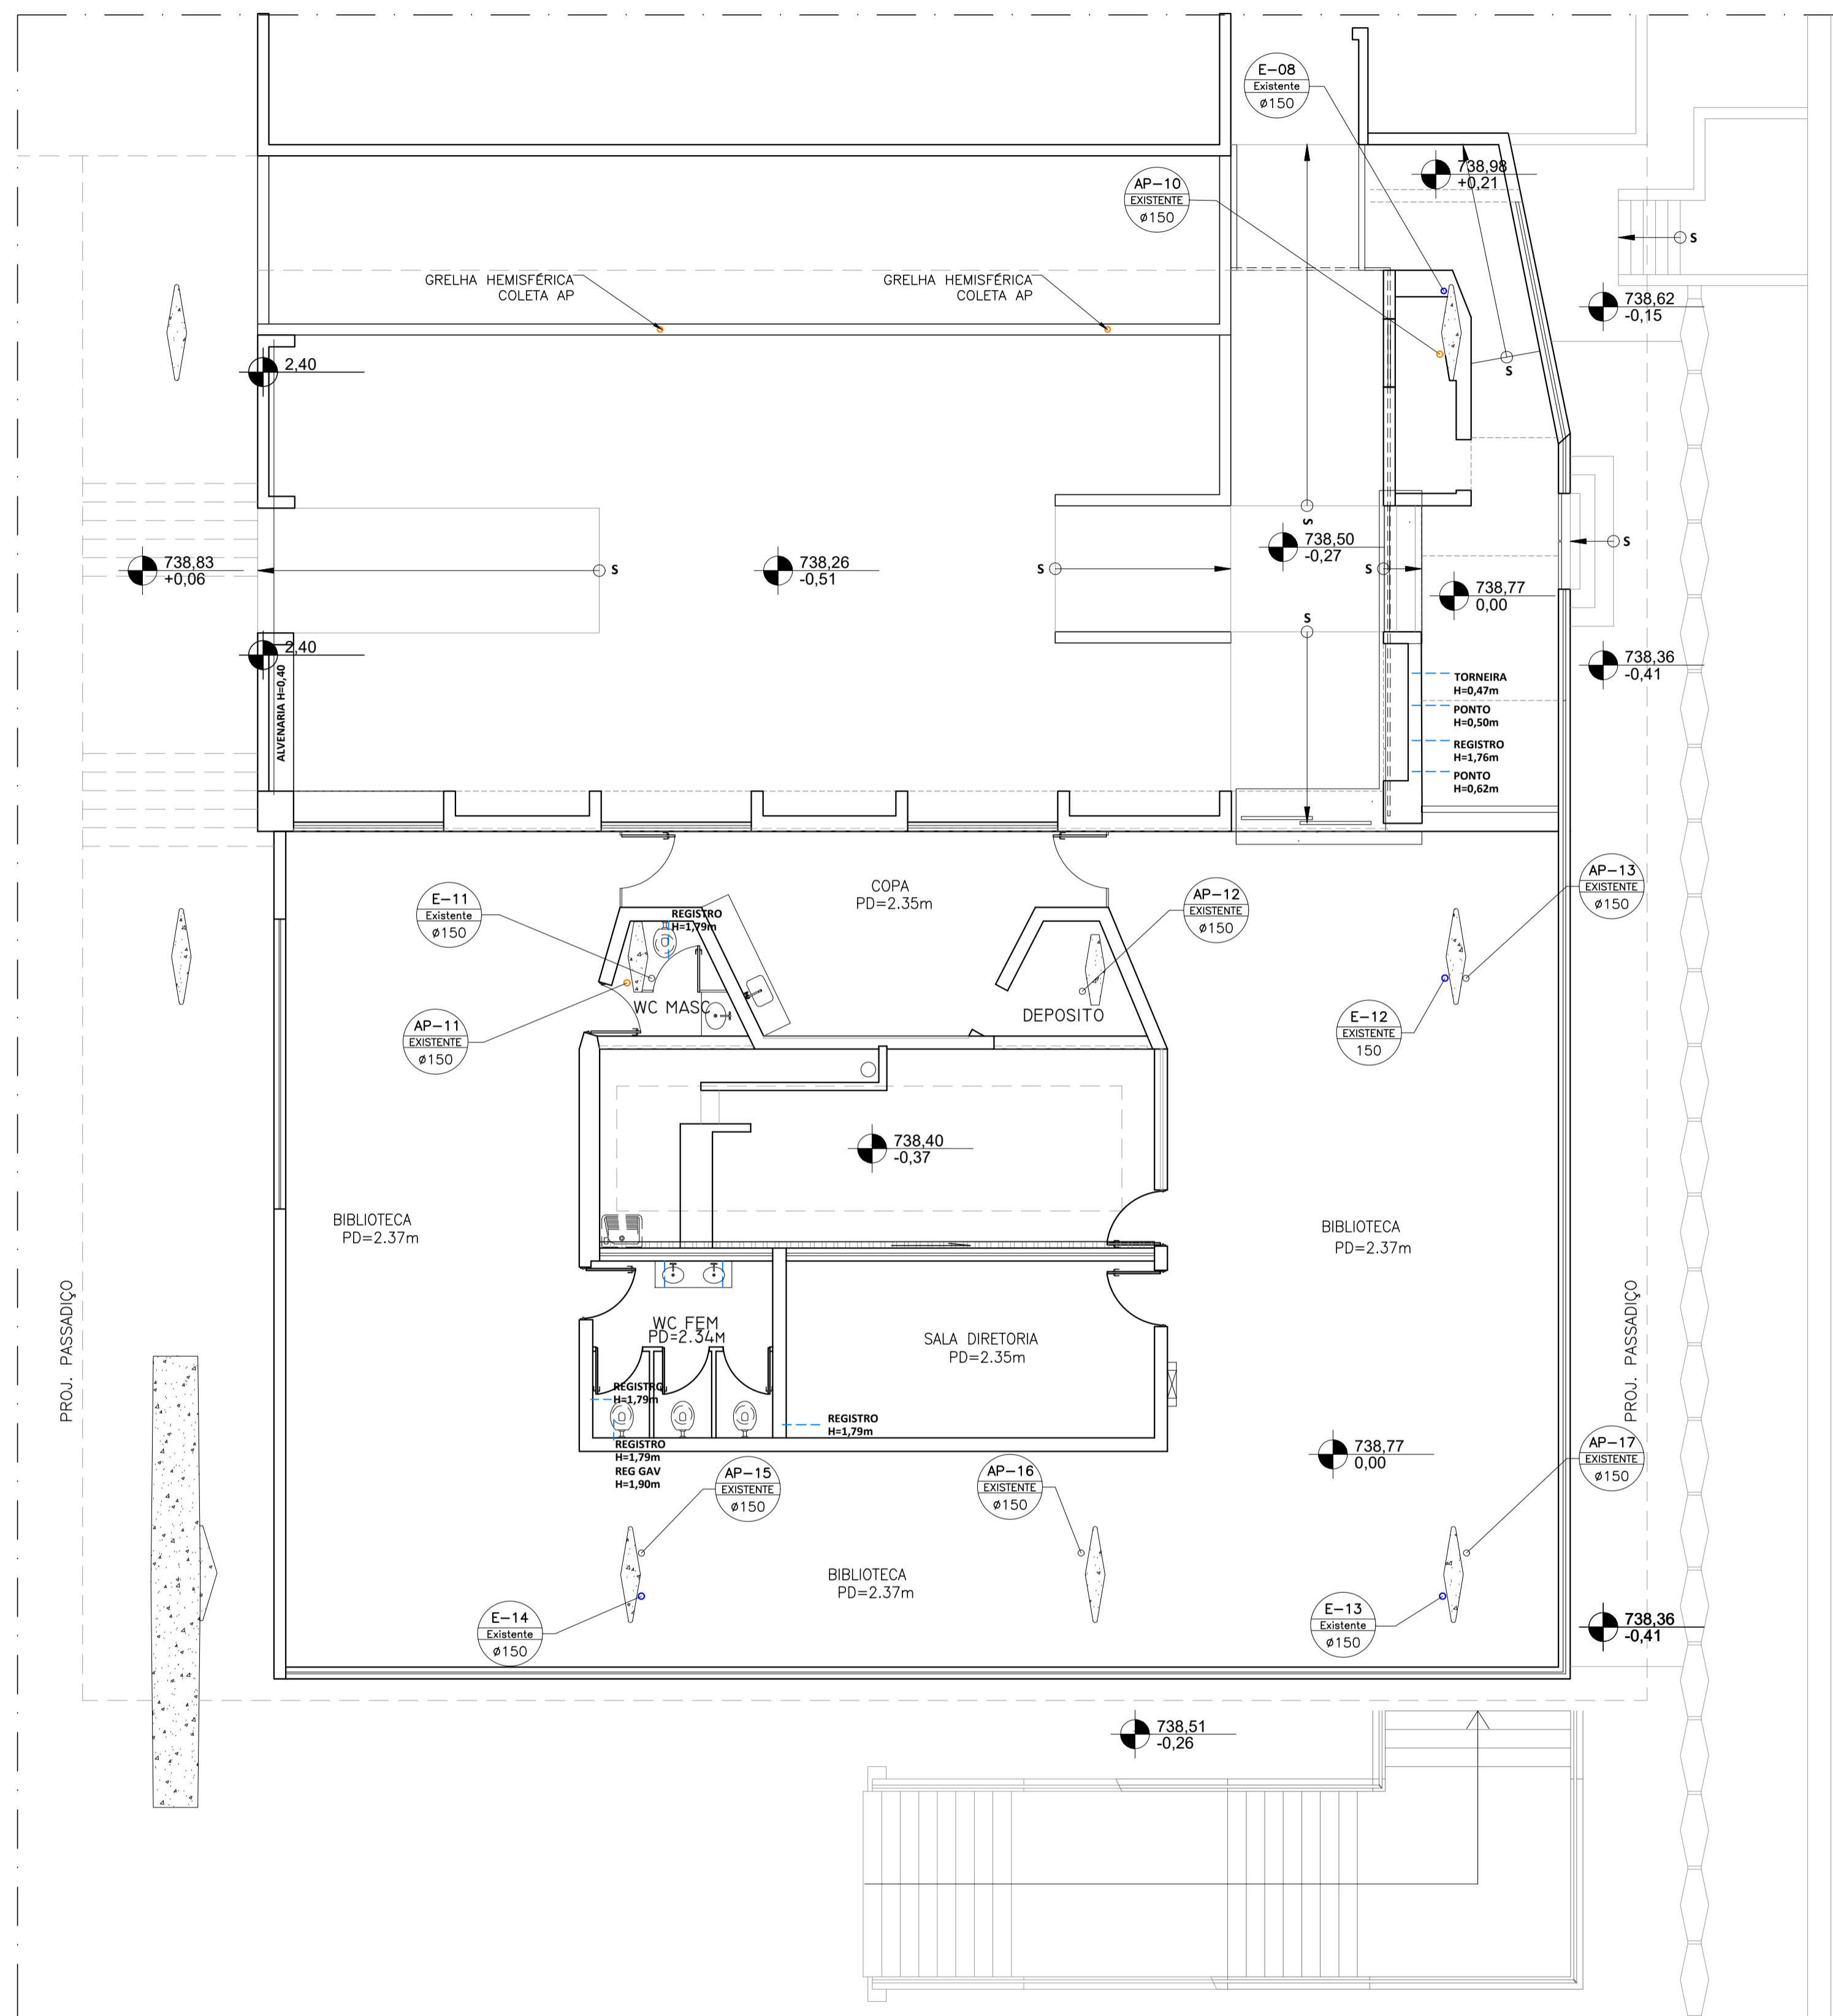 E-08
Existente
ø150
AP-10
EXISTENTE
ø150
738,98
+0,21
S
GRELHA HEMISFÉRICA
COLETA AP
GRELHA HEMISFÉRICA
COLETA AP
738,62
-0,15
2,40
S
S
738,83
+0,06
S
738,26
-0,51
S
738,50
-0,27
S
S
738,77
0,00
S
2,40
ALVENARIA H=0,40
738,36
-0,41
TORNEIRA
H=0,47m
PONTO
H=0,50m
REGISTRO
H=1,76m
PONTO
H=0,62m
E-11
Existente
ø150
REGISTRO
H=1,79m
COPA
PD=2.35m
AP-12
EXISTENTE
ø150
AP-13
EXISTENTE
ø150
WC MASC
DEPOSITO
AP-11
EXISTENTE
ø150
E-12
EXISTENTE
150
738,40
-0,37
BIBLIOTECA
PD=2.37m
BIBLIOTECA
PD=2.37m
PROJ. PASSADIÇO
WC FEM
PD=2.34M
SALA DIRETORIA
PD=2.35m
PROJ. PASSADIÇO
REGISTRO
H=1,79m
REGISTRO
H=1,79m
REGISTRO
H=1,79m
REG GAV
H=1,90m
738,77
0,00
AP-15
EXISTENTE
ø150
AP-16
EXISTENTE
ø150
AP-17
EXISTENTE
ø150
BIBLIOTECA
PD=2.37m
E-14
Existente
ø150
E-13
Existente
ø150
738,36
-0,41
738,51
-0,26